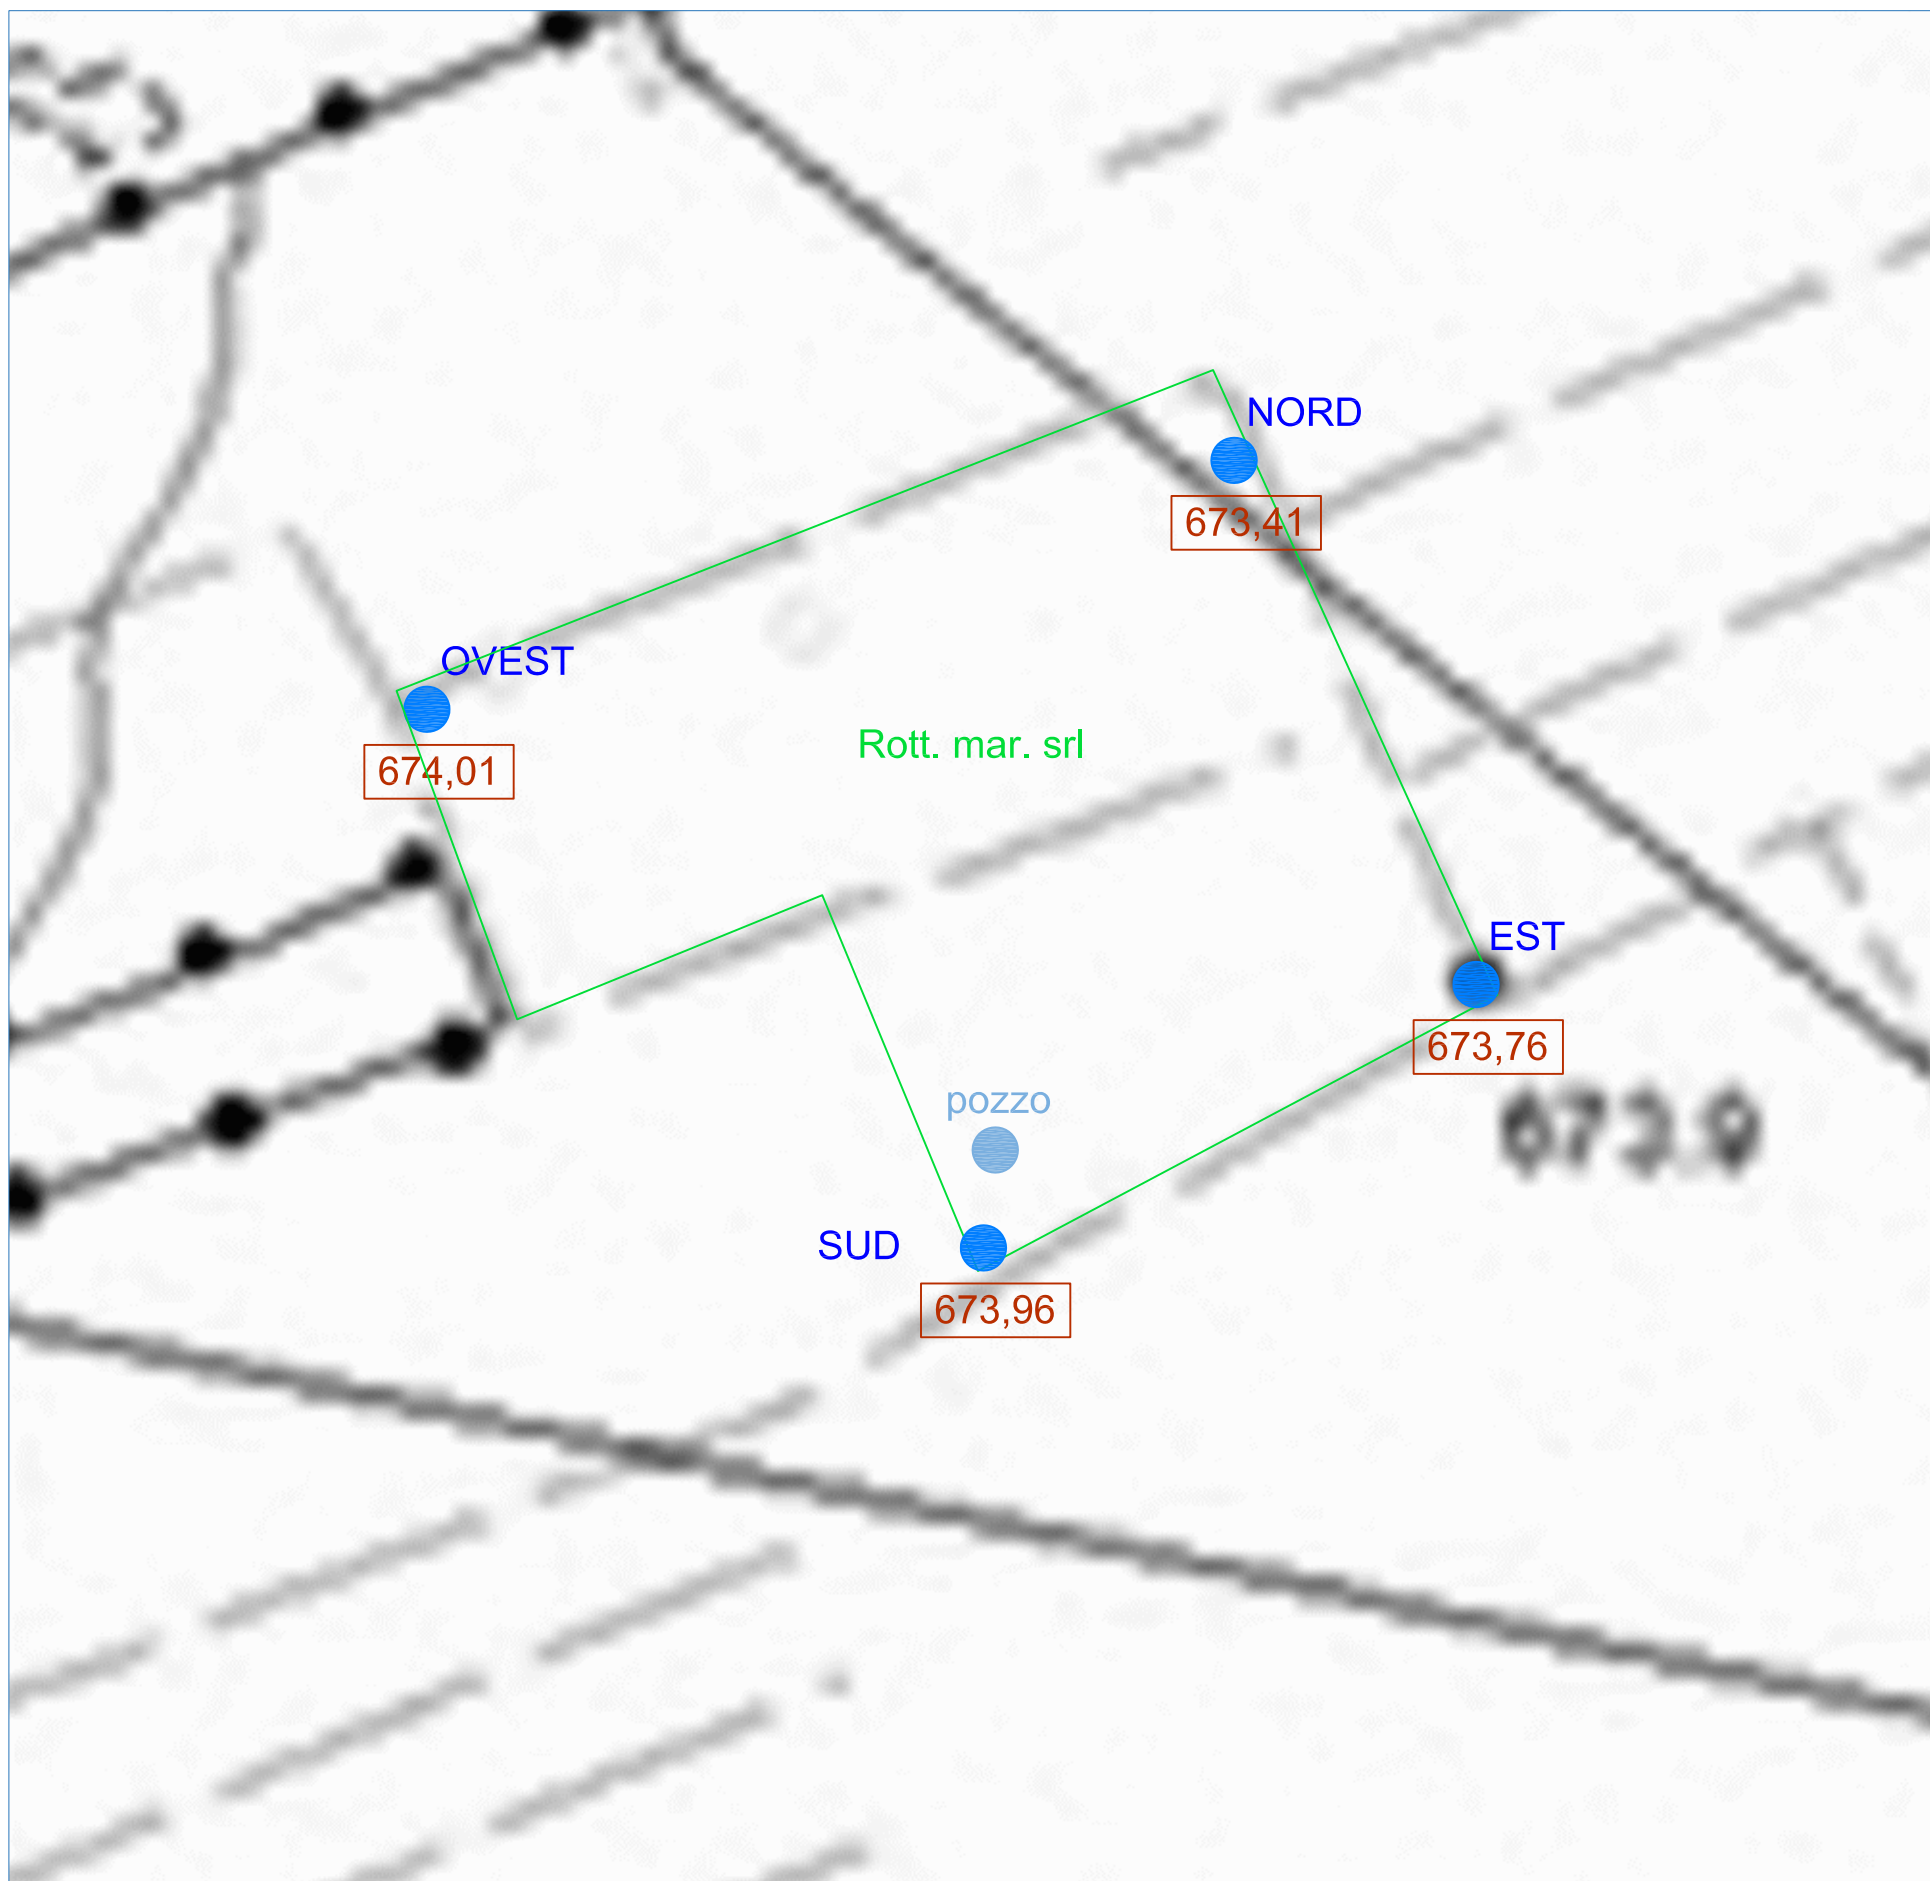 NORD
673,41
OVEST
674,01
Rott. mar. srl
EST
673,76
pozzo
673.9
SUD
673,96